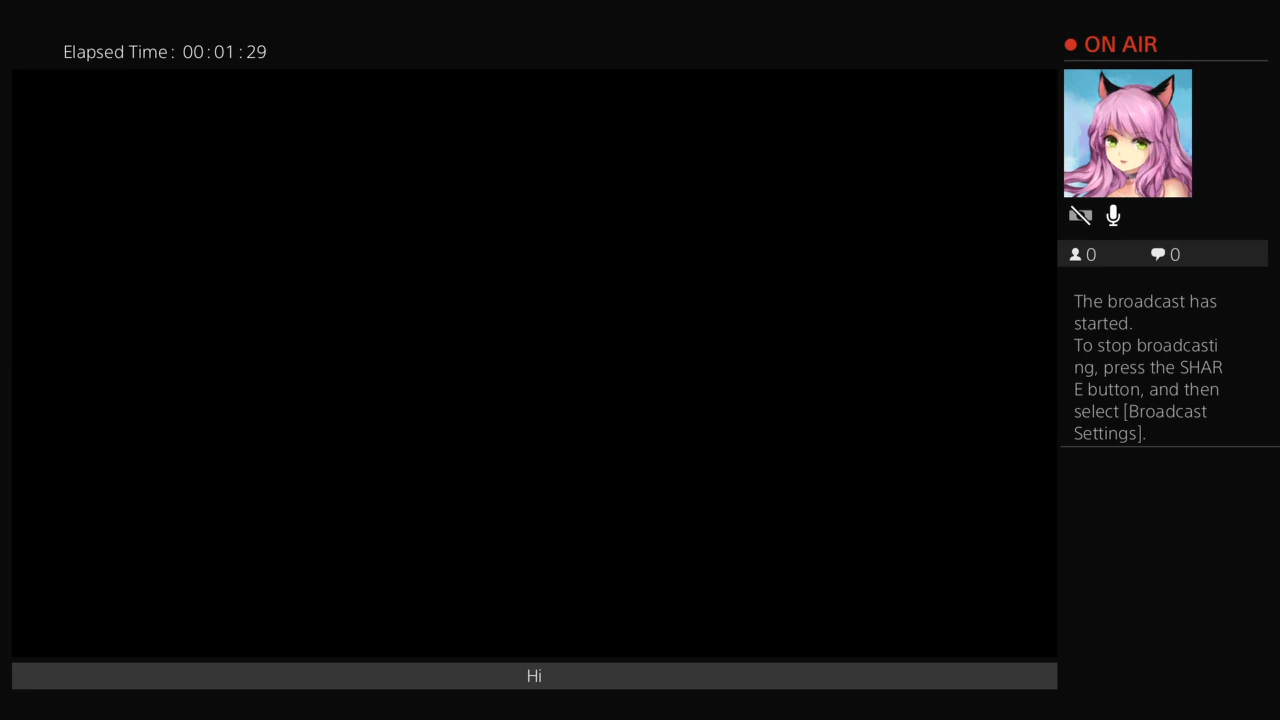 Elapsed Time: 00:01:29
ON AIR
0 0
The broadcast has
started.
To stop broadcasti
ng, press the SHAR
E button, and then
select [Broadcast
Settings].
Hi